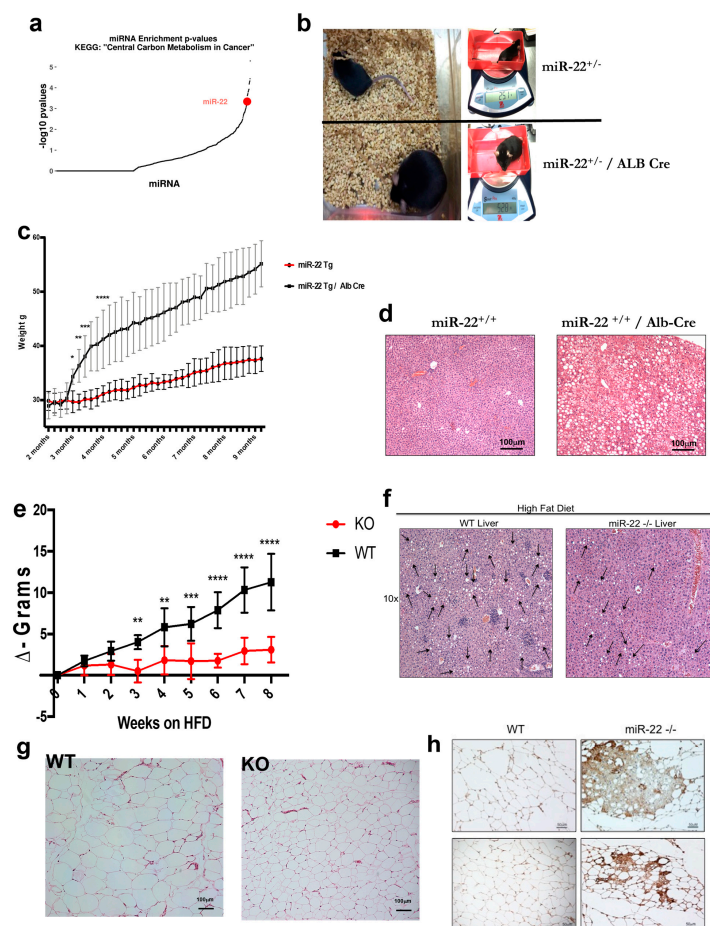 a
miRNA Enrichment p-values
KEGG: "Central Carbon Metabolism in Cancer"
-log10 pvalues
5
4
3
2
1
0
miR-22
miRNA
b
miR-22+/-
miR-22+/- / ALB Cre
c
Weight g
60
50
40
30
*
**
***
****
miR-22 Tg
miR-22 Tg / Alb Cre
2 months
3 months
4 months
5 months
6 months
7 months
8 months
9 months
d
miR-22+/+
miR-22 +/+ / Alb-Cre
100µm
100µm
e
Δ - Grams
20
15
10
5
-5
** ** *** **** **** ****
KO
WT
0 1 2 3 4 5 6 7 8
Weeks on HFD
f
High Fat Diet
WT Liver
miR-22 -/- Liver
10x
g
WT
KO
100µm
100µm
h
WT
miR-22 -/-